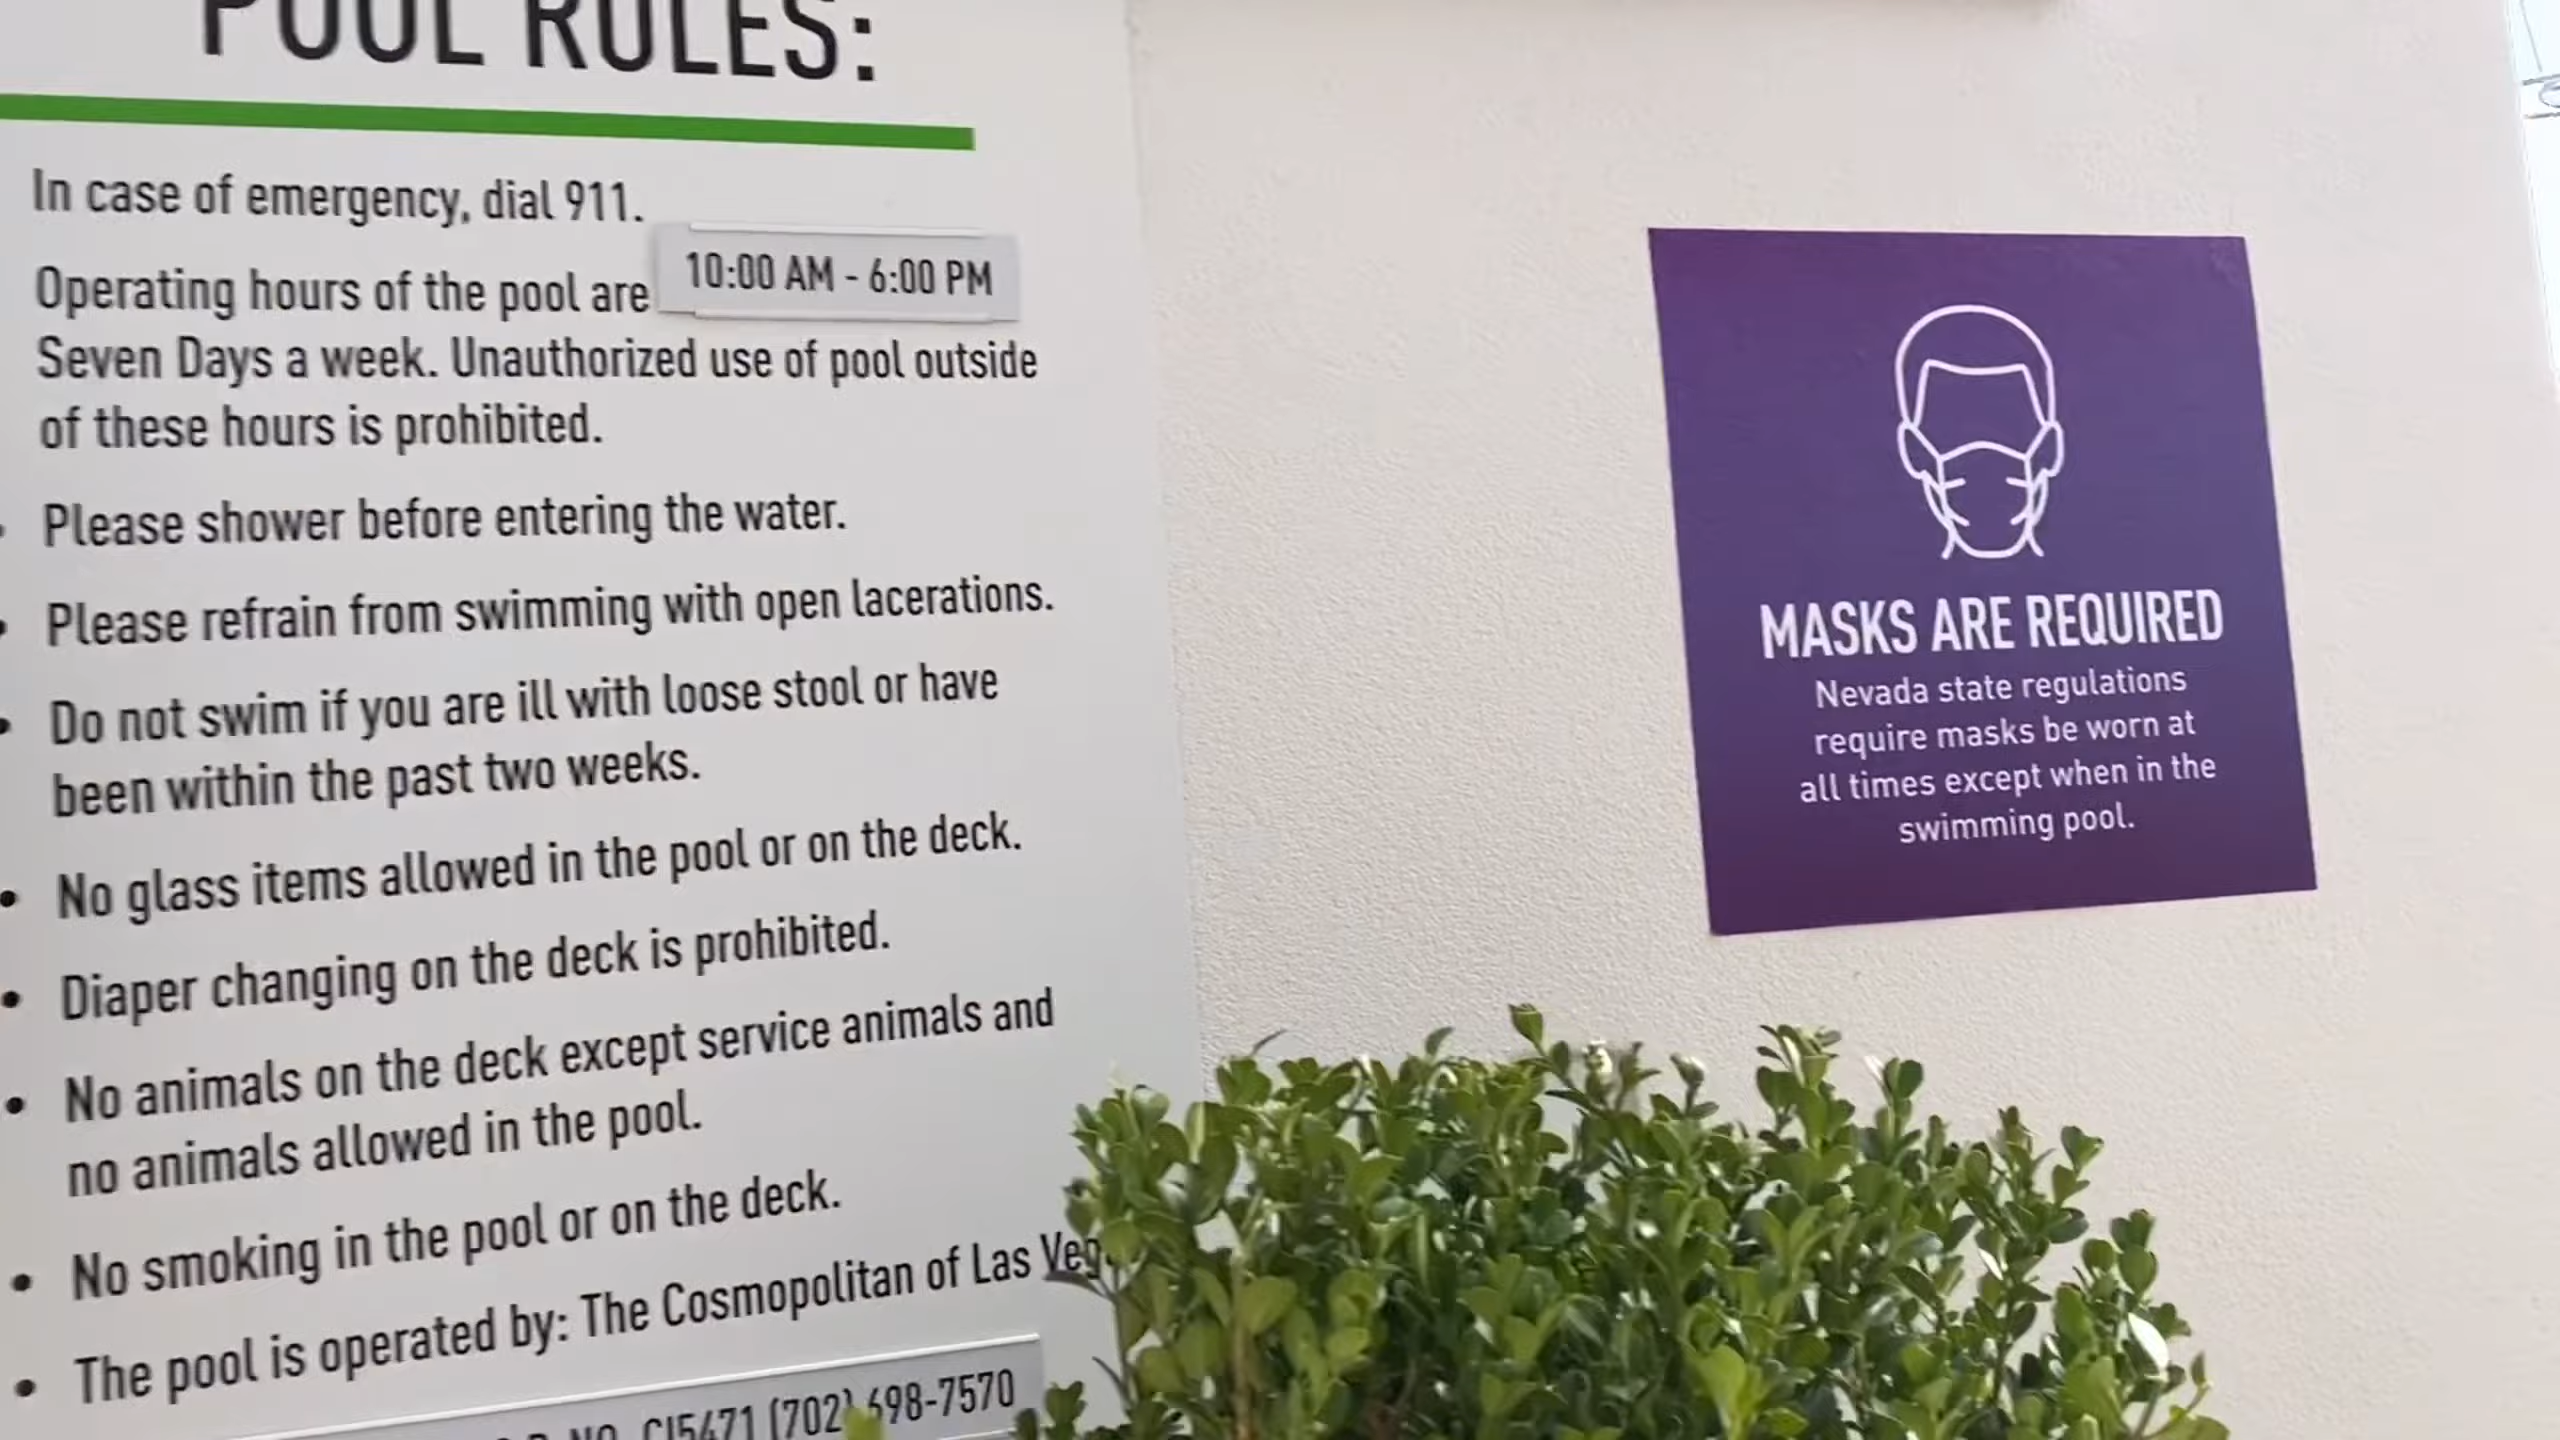 POOL RULES:
In case of emergency, dial 911.
Operating hours of the pool are 10:00 AM - 6:00 PM
Seven Days a week. Unauthorized use of pool outside
of these hours is prohibited.
• Please shower before entering the water.
• Please refrain from swimming with open lacerations.
• Do not swim if you are ill with loose stool or have
been within the past two weeks.
• No glass items allowed in the pool or on the deck.
• Diaper changing on the deck is prohibited.
• No animals on the deck except service animals and
no animals allowed in the pool.
• No smoking in the pool or on the deck.
• The pool is operated by: The Cosmopolitan of Las Veg
NO. CI5471 (702) 698-7570
MASKS ARE REQUIRED
Nevada state regulations
require masks be worn at
all times except when in the
swimming pool.